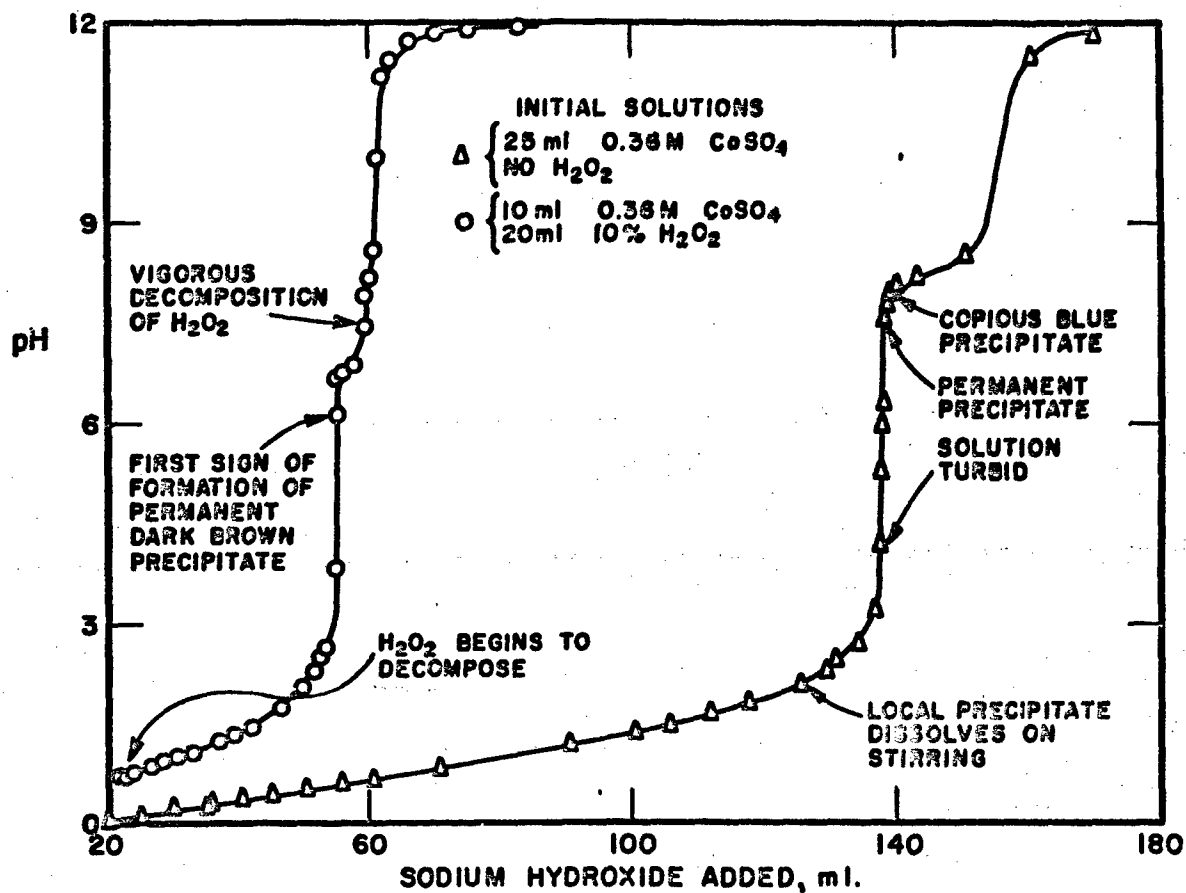 12
9
6
3
0
pH
20
60
100
140
180
SODIUM HYDROXIDE ADDED, ml.
INITIAL SOLUTIONS
25 ml 0.36M CoSO4
NO H2O2
10 ml 0.36M CoSO4
20ml 10% H2O2
VIGOROUS
DECOMPOSITION
OF H2O2
FIRST SIGN OF
FORMATION OF
PERMANENT
DARK BROWN
PRECIPITATE
H2O2 BEGINS TO
DECOMPOSE
COPIOUS BLUE
PRECIPITATE
PERMANENT
PRECIPITATE
SOLUTION
TURBID
LOCAL PRECIPITATE
DISSOLVES ON
STIRRING